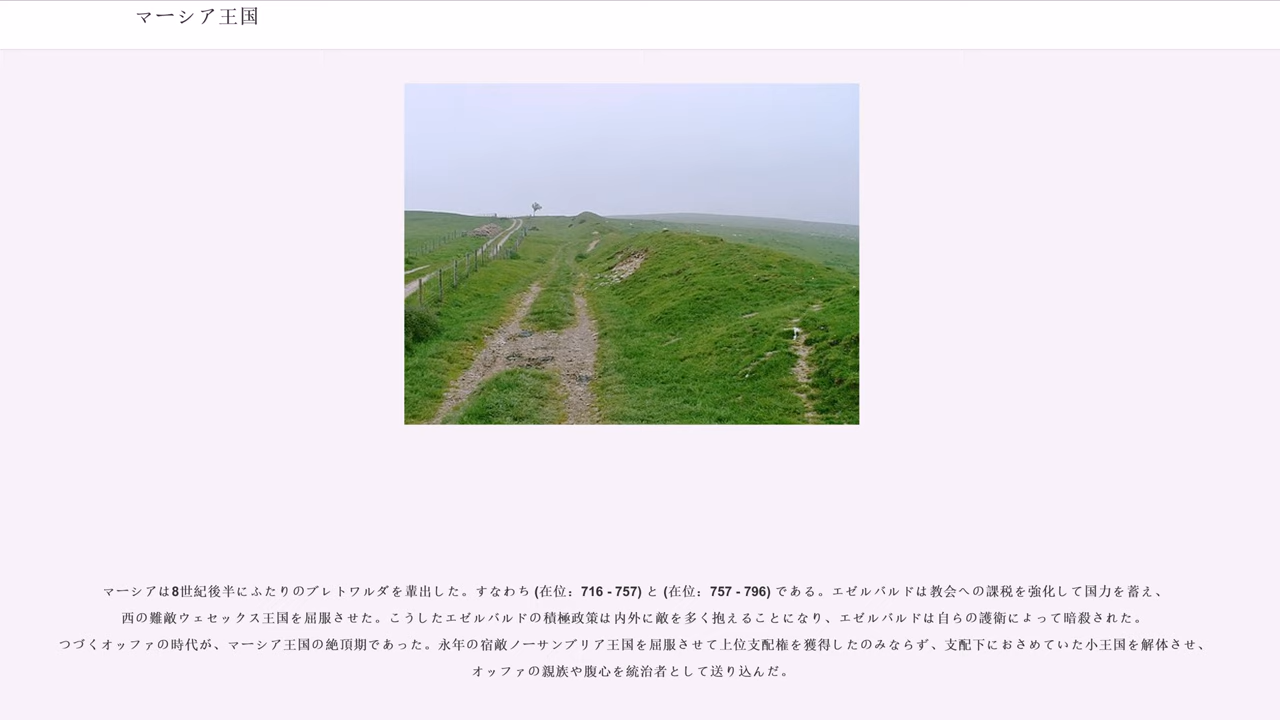 マーシア王国
マーシアは8世紀後半にふたりのブレトワルダを輩出した。すなわち (在位：716 - 757) と (在位：757 - 796) である。エゼルバルドは教会への課税を強化して国力を蓄え、
西の難敵ウェセックス王国を屈服させた。こうしたエゼルバルドの積極政策は内外に敵を多く抱えることになり、エゼルバルドは自らの護衛によって暗殺された。
つづくオッファの時代が、マーシア王国の絶頂期であった。永年の宿敵ノーサンブリア王国を屈服させて上位支配権を獲得したのみならず、支配下におさめていた小王国を解体させ、
オッファの親族や腹心を統治者として送り込んだ。